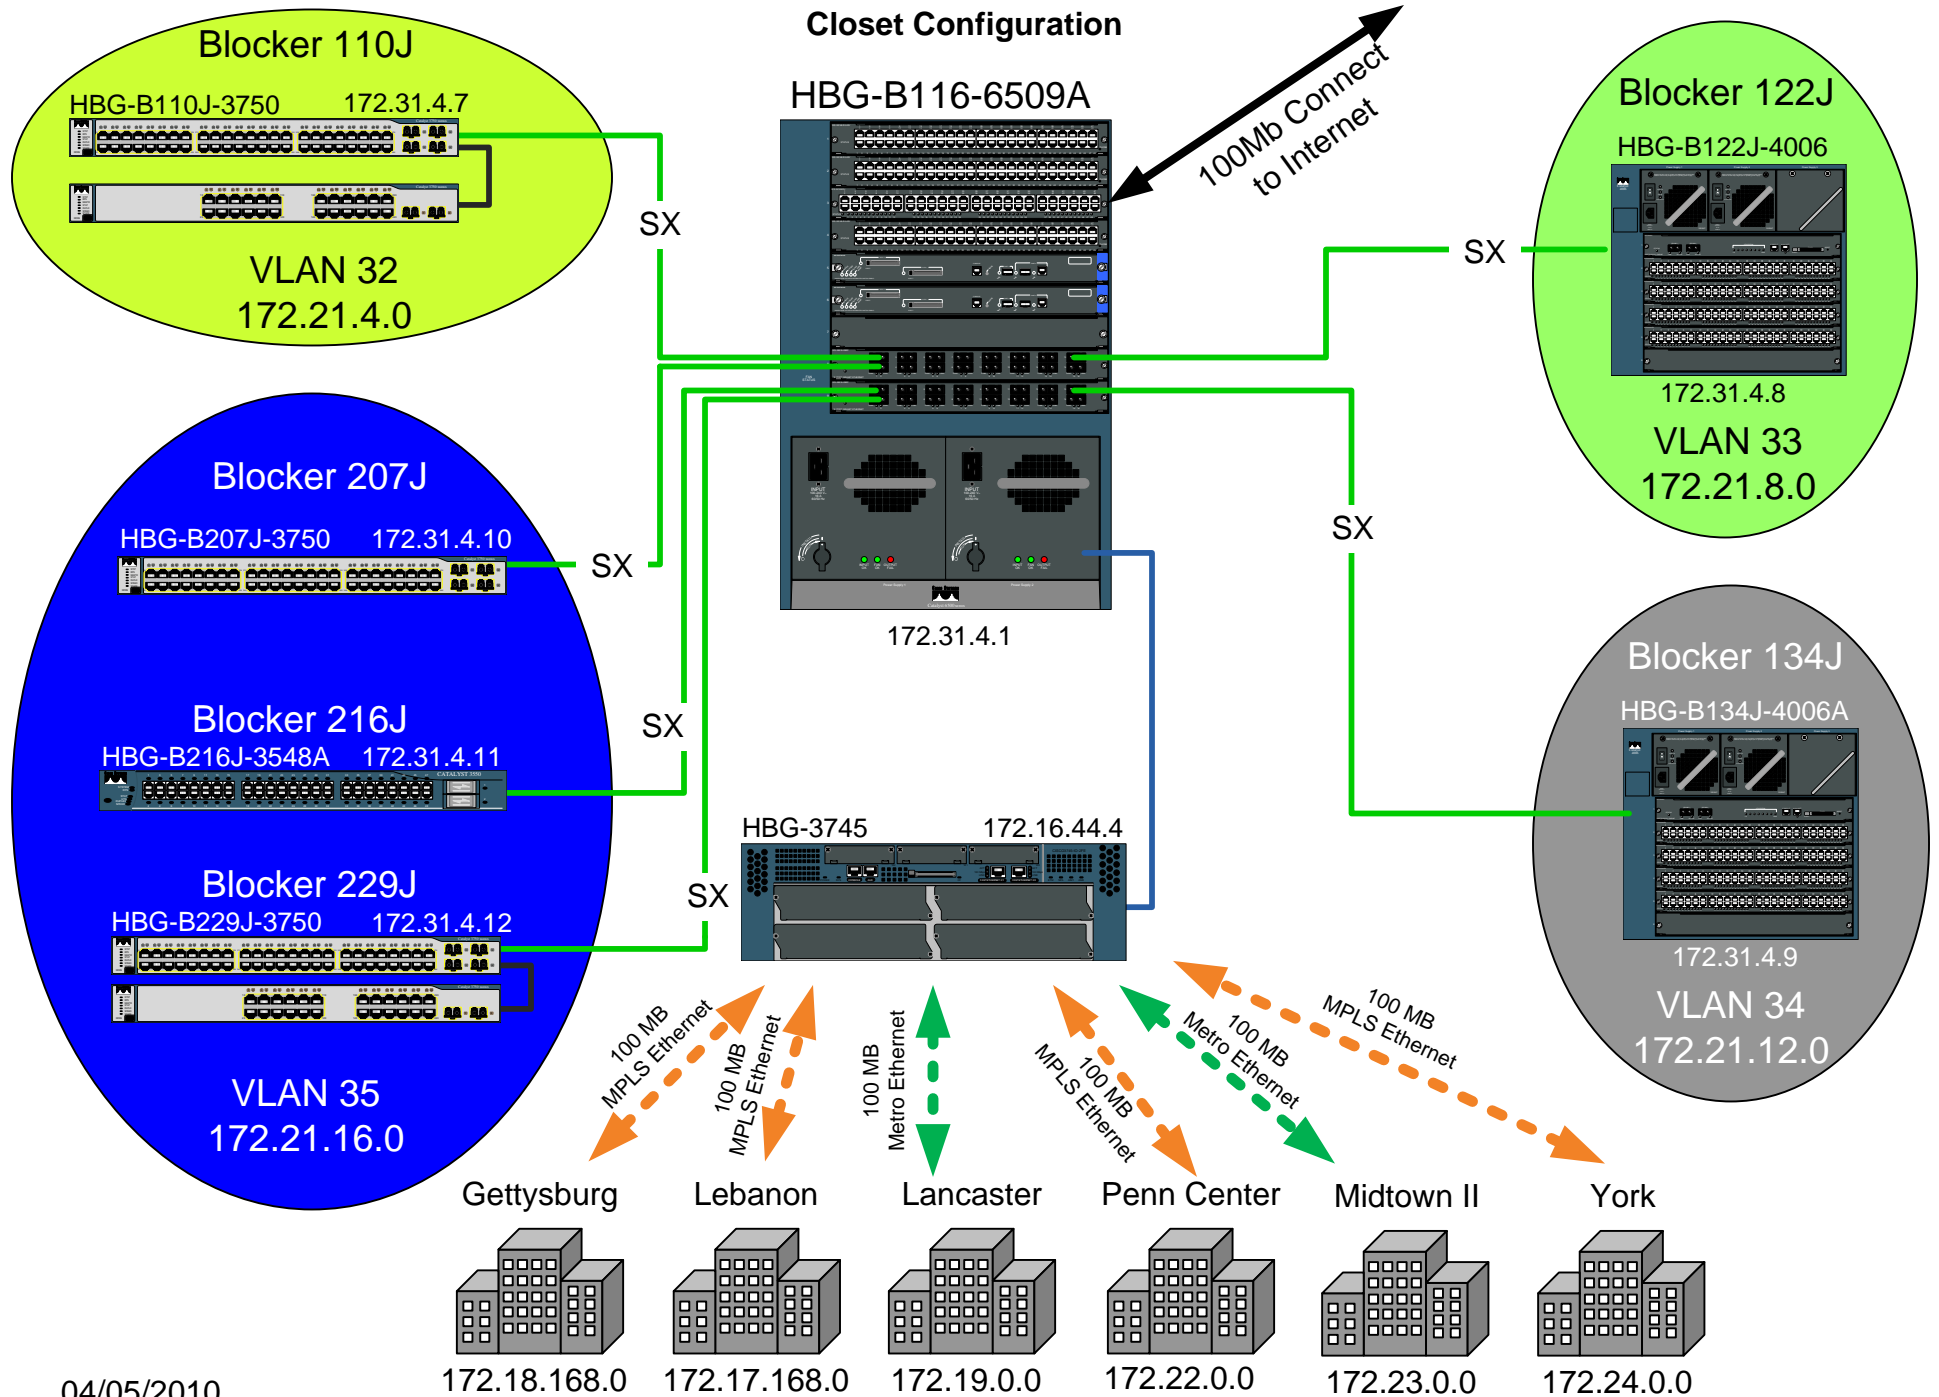 Closet Configuration
Blocker 110J
HBG-B110J-3750 172.31.4.7
VLAN 32
172.21.4.0
SX
HBG-B116-6509A
172.31.4.1
100Mb Connect
to Internet
Blocker 122J
HBG-B122J-4006
172.31.4.8
VLAN 33
172.21.8.0
SX
Blocker 207J
HBG-B207J-3750 172.31.4.10
SX
Blocker 216J
HBG-B216J-3548A 172.31.4.11
CATALYST 3550
SX
Blocker 229J
HBG-B229J-3750 172.31.4.12
SX
VLAN 35
172.21.16.0
SX
Blocker 134J
HBG-B134J-4006A
172.31.4.9
VLAN 34
172.21.12.0
HBG-3745 172.16.44.4
100 MB
MPLS Ethernet
100 MB
MPLS Ethernet
100 MB
Metro Ethernet
100 MB
MPLS Ethernet
100 MB
Metro Ethernet
100 MB
MPLS Ethernet
Gettysburg
Lebanon
Lancaster
Penn Center
Midtown II
York
172.18.168.0
172.17.168.0
172.19.0.0
172.22.0.0
172.23.0.0
172.24.0.0
04/05/2010